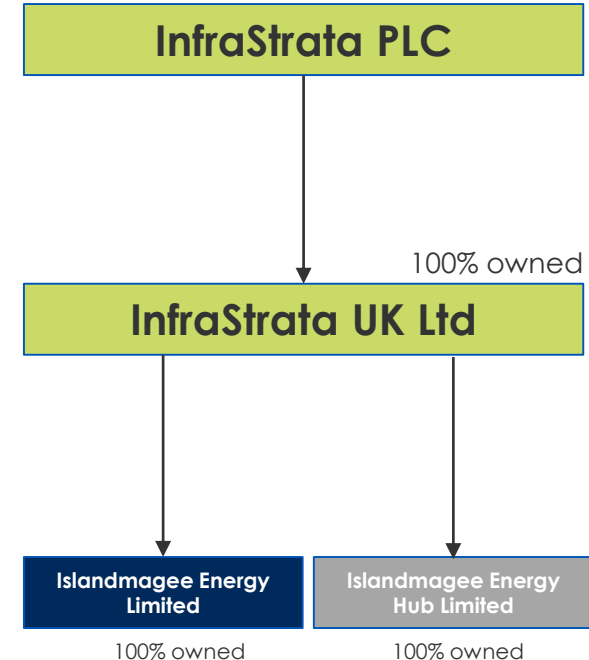 InfraStrata PLC
100% owned
InfraStrata UK Ltd
Islandmagee Energy
Limited
Islandmagee Energy
Hub Limited
100% owned
100% owned